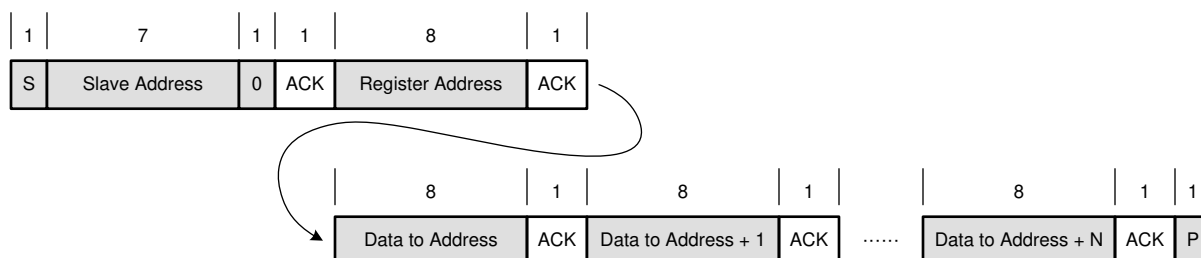 1 7 1 1 8 1
S Slave Address 0 ACK Register Address ACK
8 1 8 1 8 1 1
Data to Address ACK Data to Address + 1 ACK ...... Data to Address + N ACK P